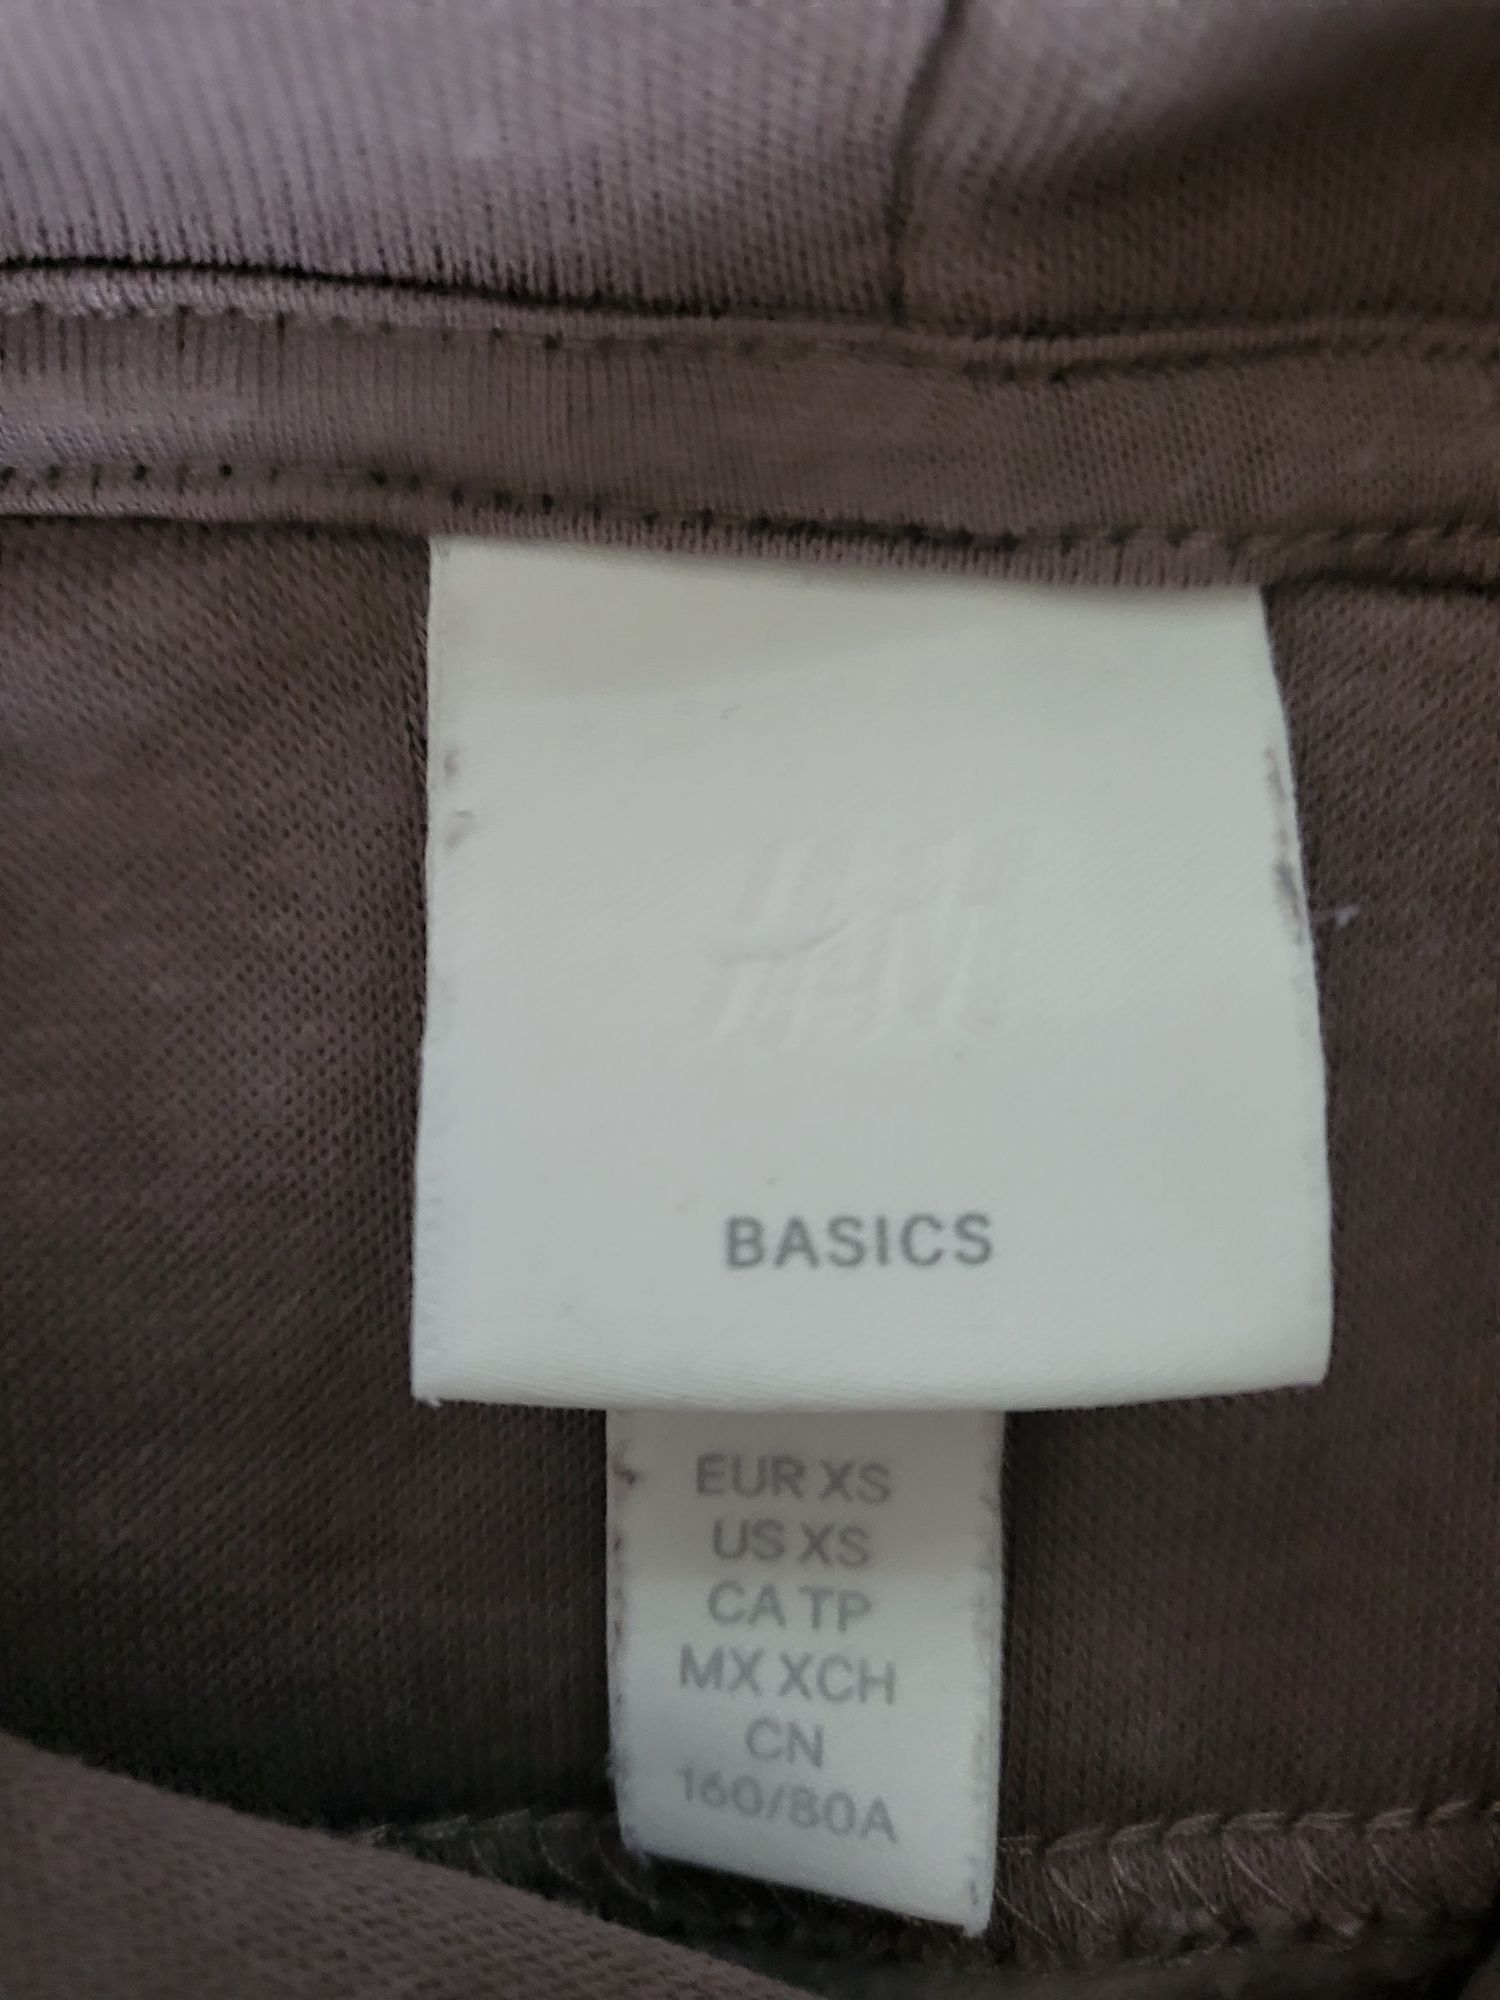 H&M
BASICS
EUR XS
US XS
CA TP
MX XCH
CN
160/80A